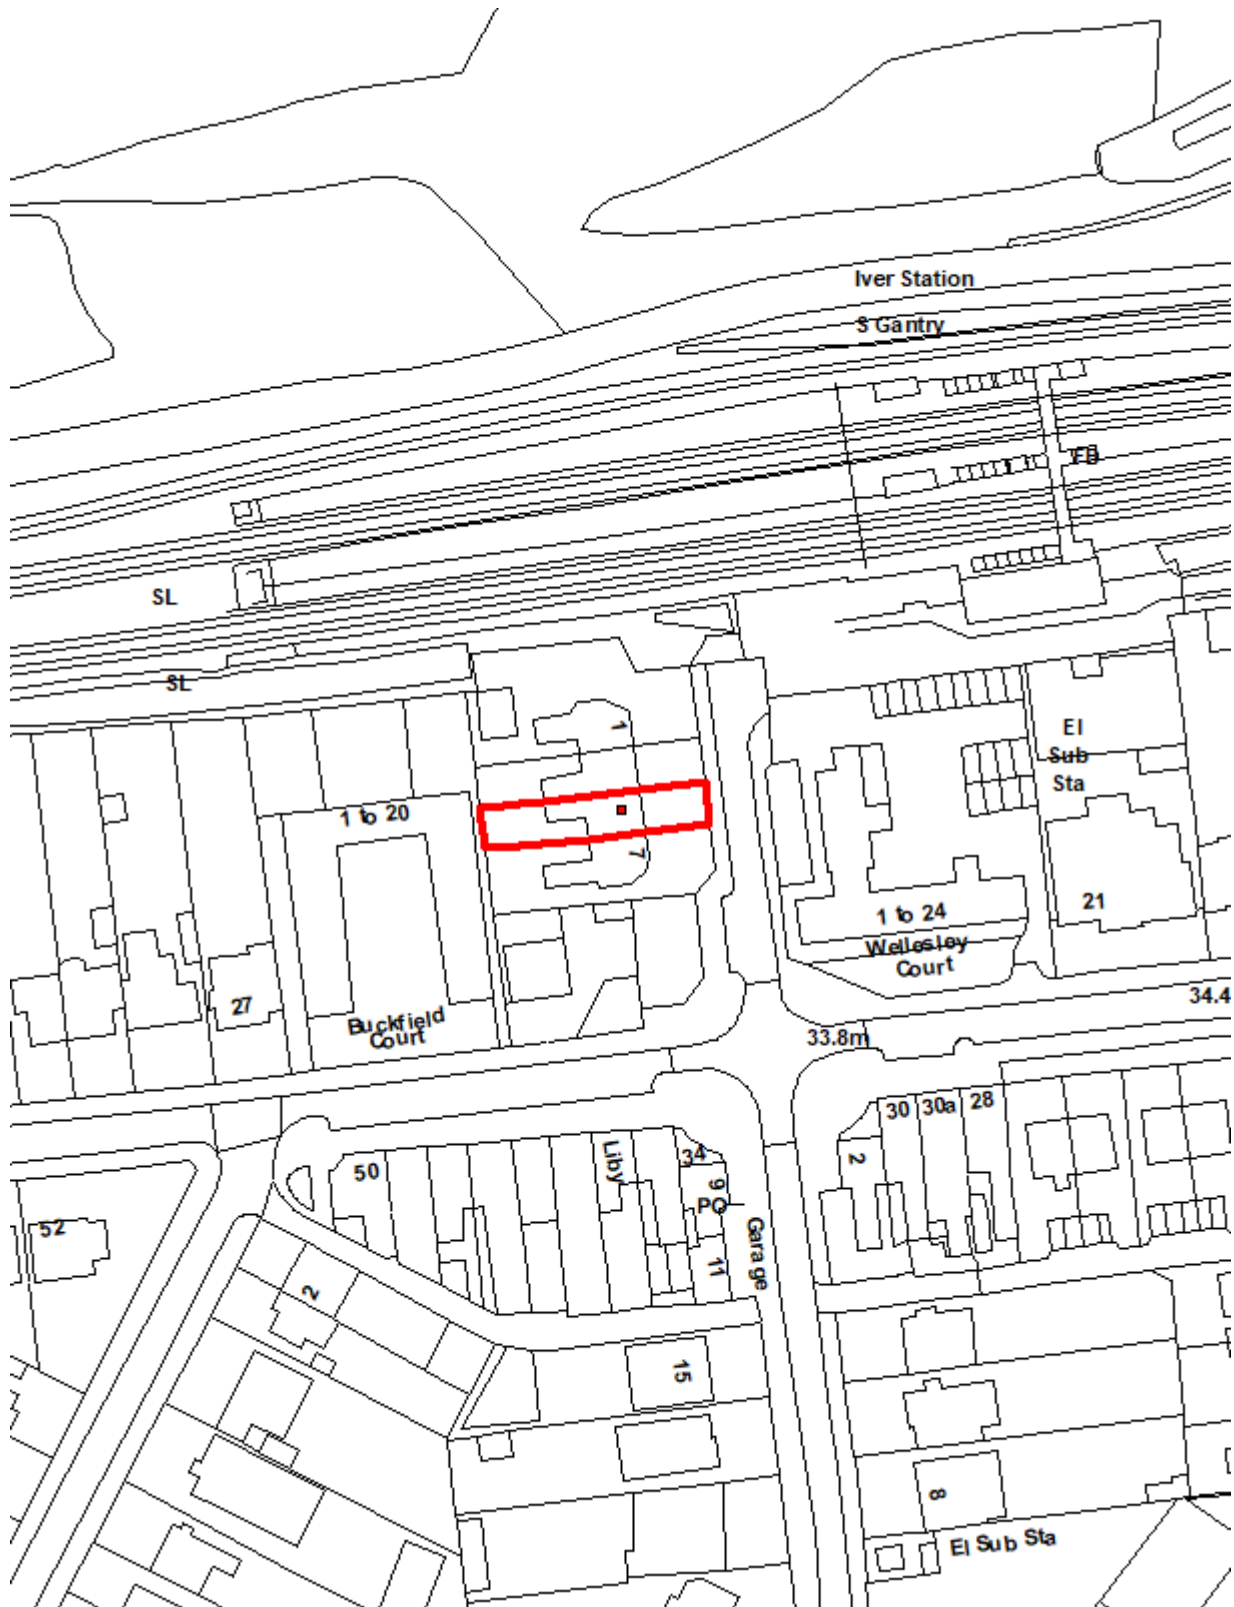 Iver Station
S Gantry
FB
SL
SL
1
El
Sub
Sta
1 to 20
7
21
1 to 24
Wellesley
Court
27
Buckfield
Court
34.4
33.8m
30
30a
28
50
Liby
34
2
9
PO
52
Garage
11
2
15
8
El Sub Sta